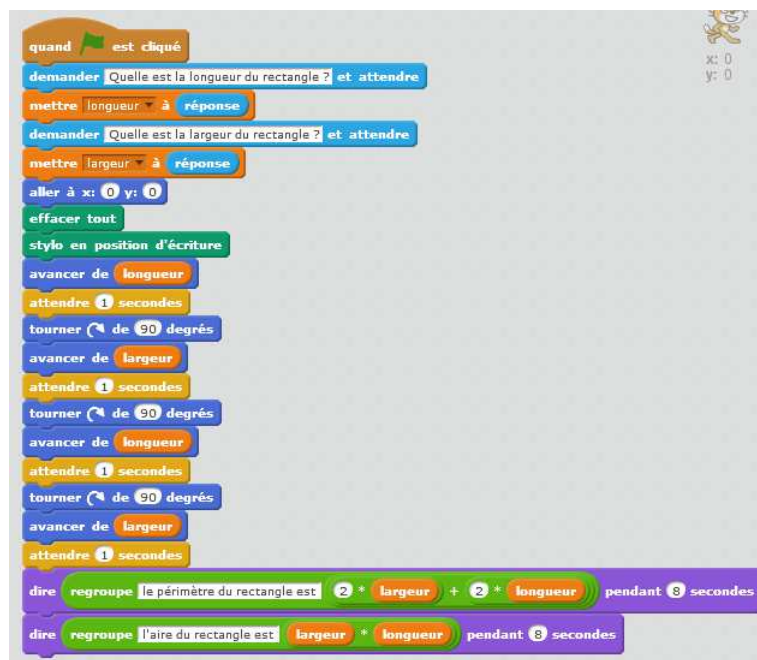 quand est cliqué
x: 0
y: 0
demander Quelle est la longueur du rectangle ? et attendre
mettre longueur à réponse
demander Quelle est la largeur du rectangle ? et attendre
mettre largeur à réponse
aller à x: 0 y: 0
effacer tout
stylo en position d'écriture
avancer de longueur
attendre 1 secondes
tourner de 90 degrés
avancer de largeur
attendre 1 secondes
tourner de 90 degrés
avancer de longueur
attendre 1 secondes
tourner de 90 degrés
avancer de largeur
attendre 1 secondes
dire regroupe le périmètre du rectangle est 2 * largeur + 2 * longueur pendant 8 secondes
dire regroupe l'aire du rectangle est largeur * longueur pendant 8 secondes